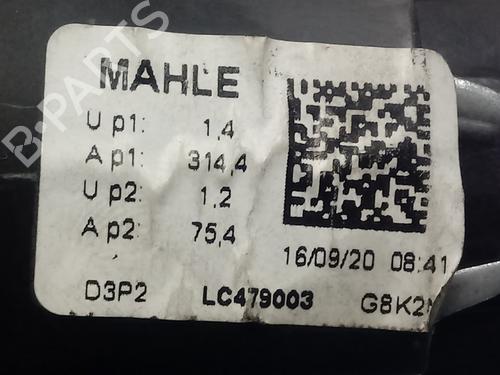 MAHLE
U p1: 1,4
A p1: 314,4
U p2: 1,2
A p2: 75,4
16/09/20 08:41
D3P2 LC479003
B-PARTS